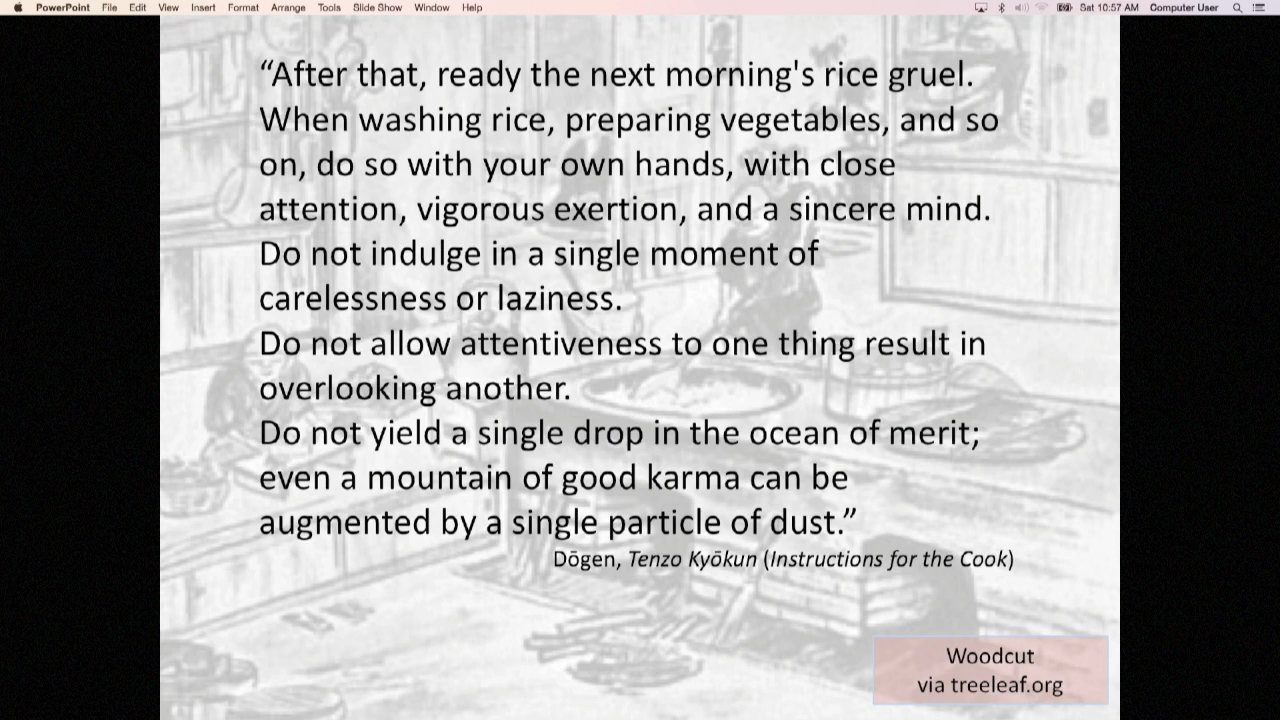 PowerPoint File Edit View Insert Format Arrange Tools Slide Show Window Help Sat 10:57 AM Computer User
“After that, ready the next morning's rice gruel.
When washing rice, preparing vegetables, and so
on, do so with your own hands, with close
attention, vigorous exertion, and a sincere mind.
Do not indulge in a single moment of
carelessness or laziness.
Do not allow attentiveness to one thing result in
overlooking another.
Do not yield a single drop in the ocean of merit;
even a mountain of good karma can be
augmented by a single particle of dust.”
Dōgen, Tenzo Kyōkun (Instructions for the Cook)
Woodcut
via treeleaf.org